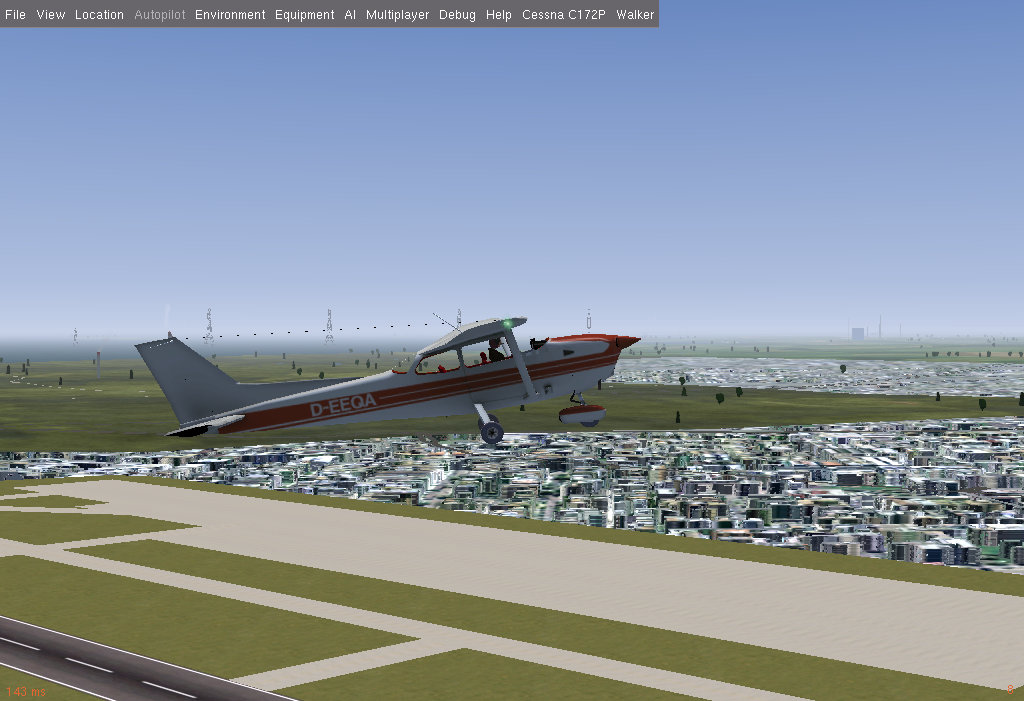 File View Location Autopilot Environment Equipment AI Multiplayer Debug Help Cessna C172P Walker
D-EEQA
143 ms
8